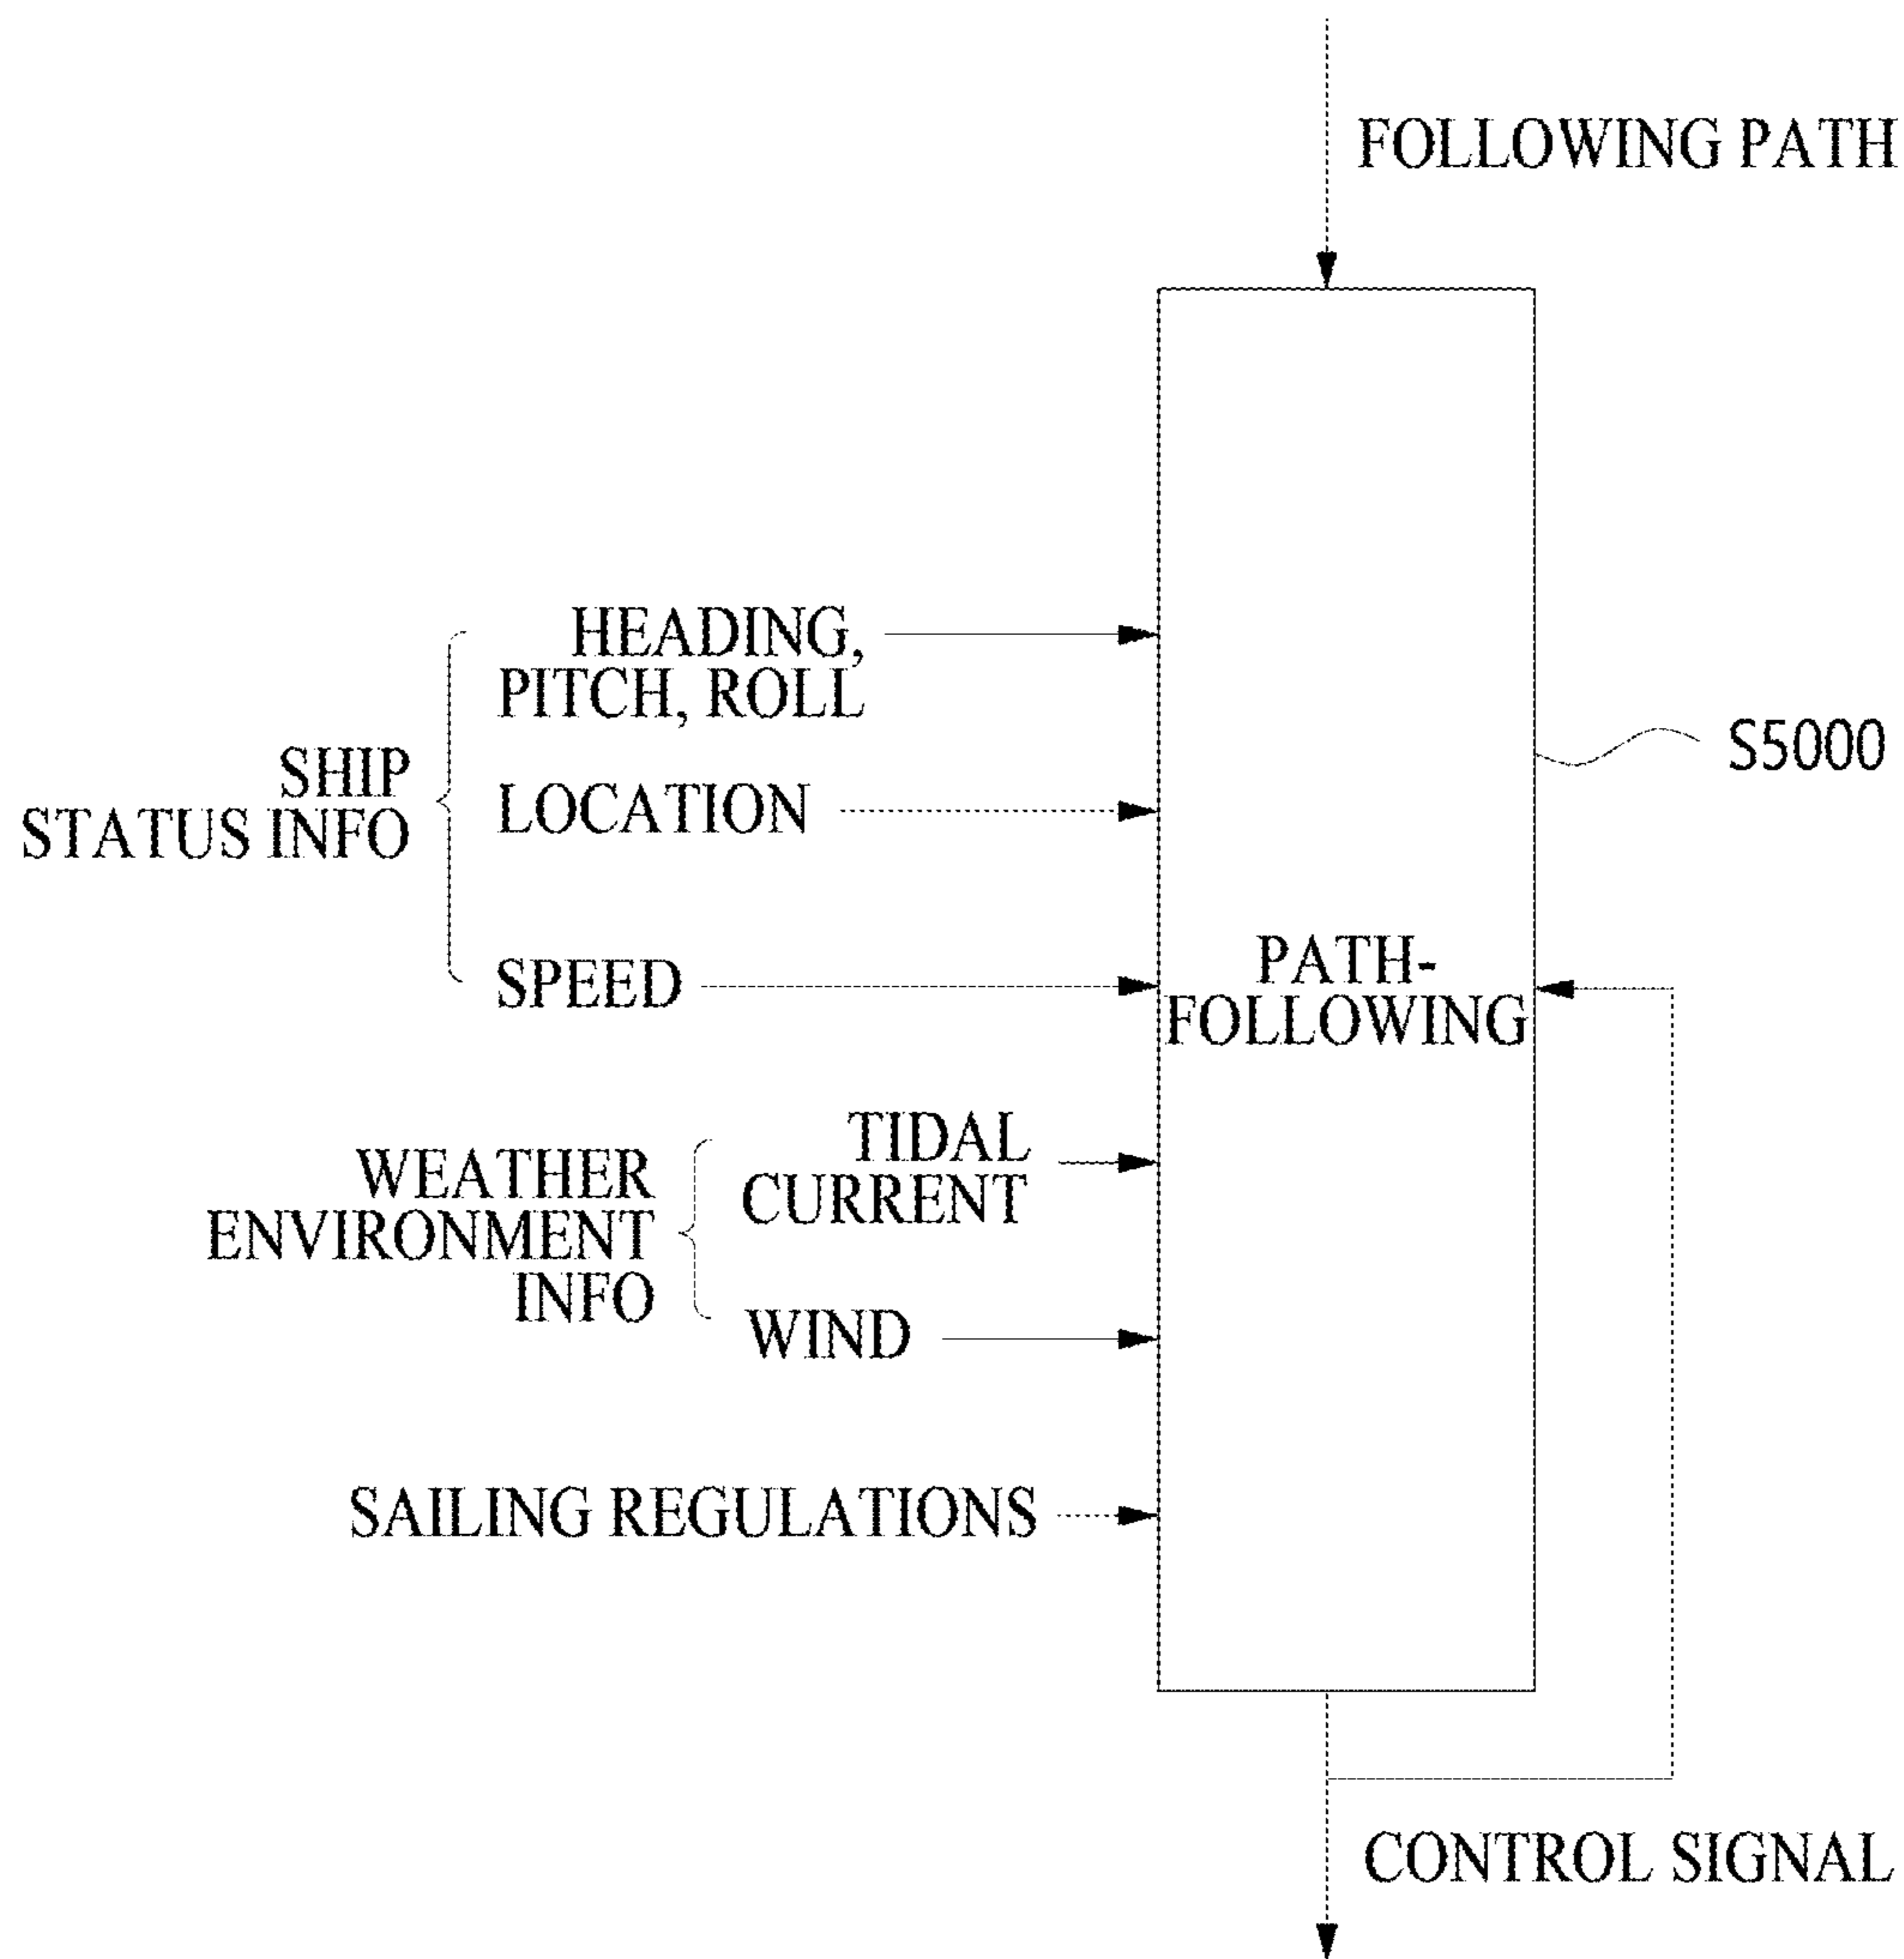 FOLLOWING PATH
HEADING,
PITCH, ROLL
SHIP
STATUS INFO
LOCATION
SPEED
S5000
PATH-
FOLLOWING
WEATHER
ENVIRONMENT
INFO
TIDAL
CURRENT
WIND
SAILING REGULATIONS
CONTROL SIGNAL